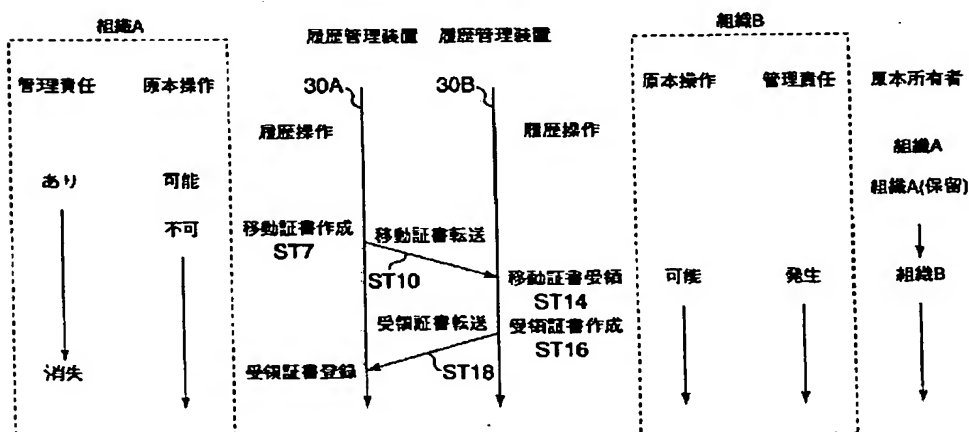 組織A
履歴管理装置 履歴管理装置
組織B
管理責任 原本操作
30A 30B
原本操作 管理責任 原本所有者
履歴操作 履歴操作
組織A
あり 可能
組織A(保留)
不可 移動証書作成 移動証書転送
ST7
ST10
移動証書受領 可能 発生 組織B
ST14
受領証書転送 受領証書作成
ST16
消失 受領証書登録 ST18